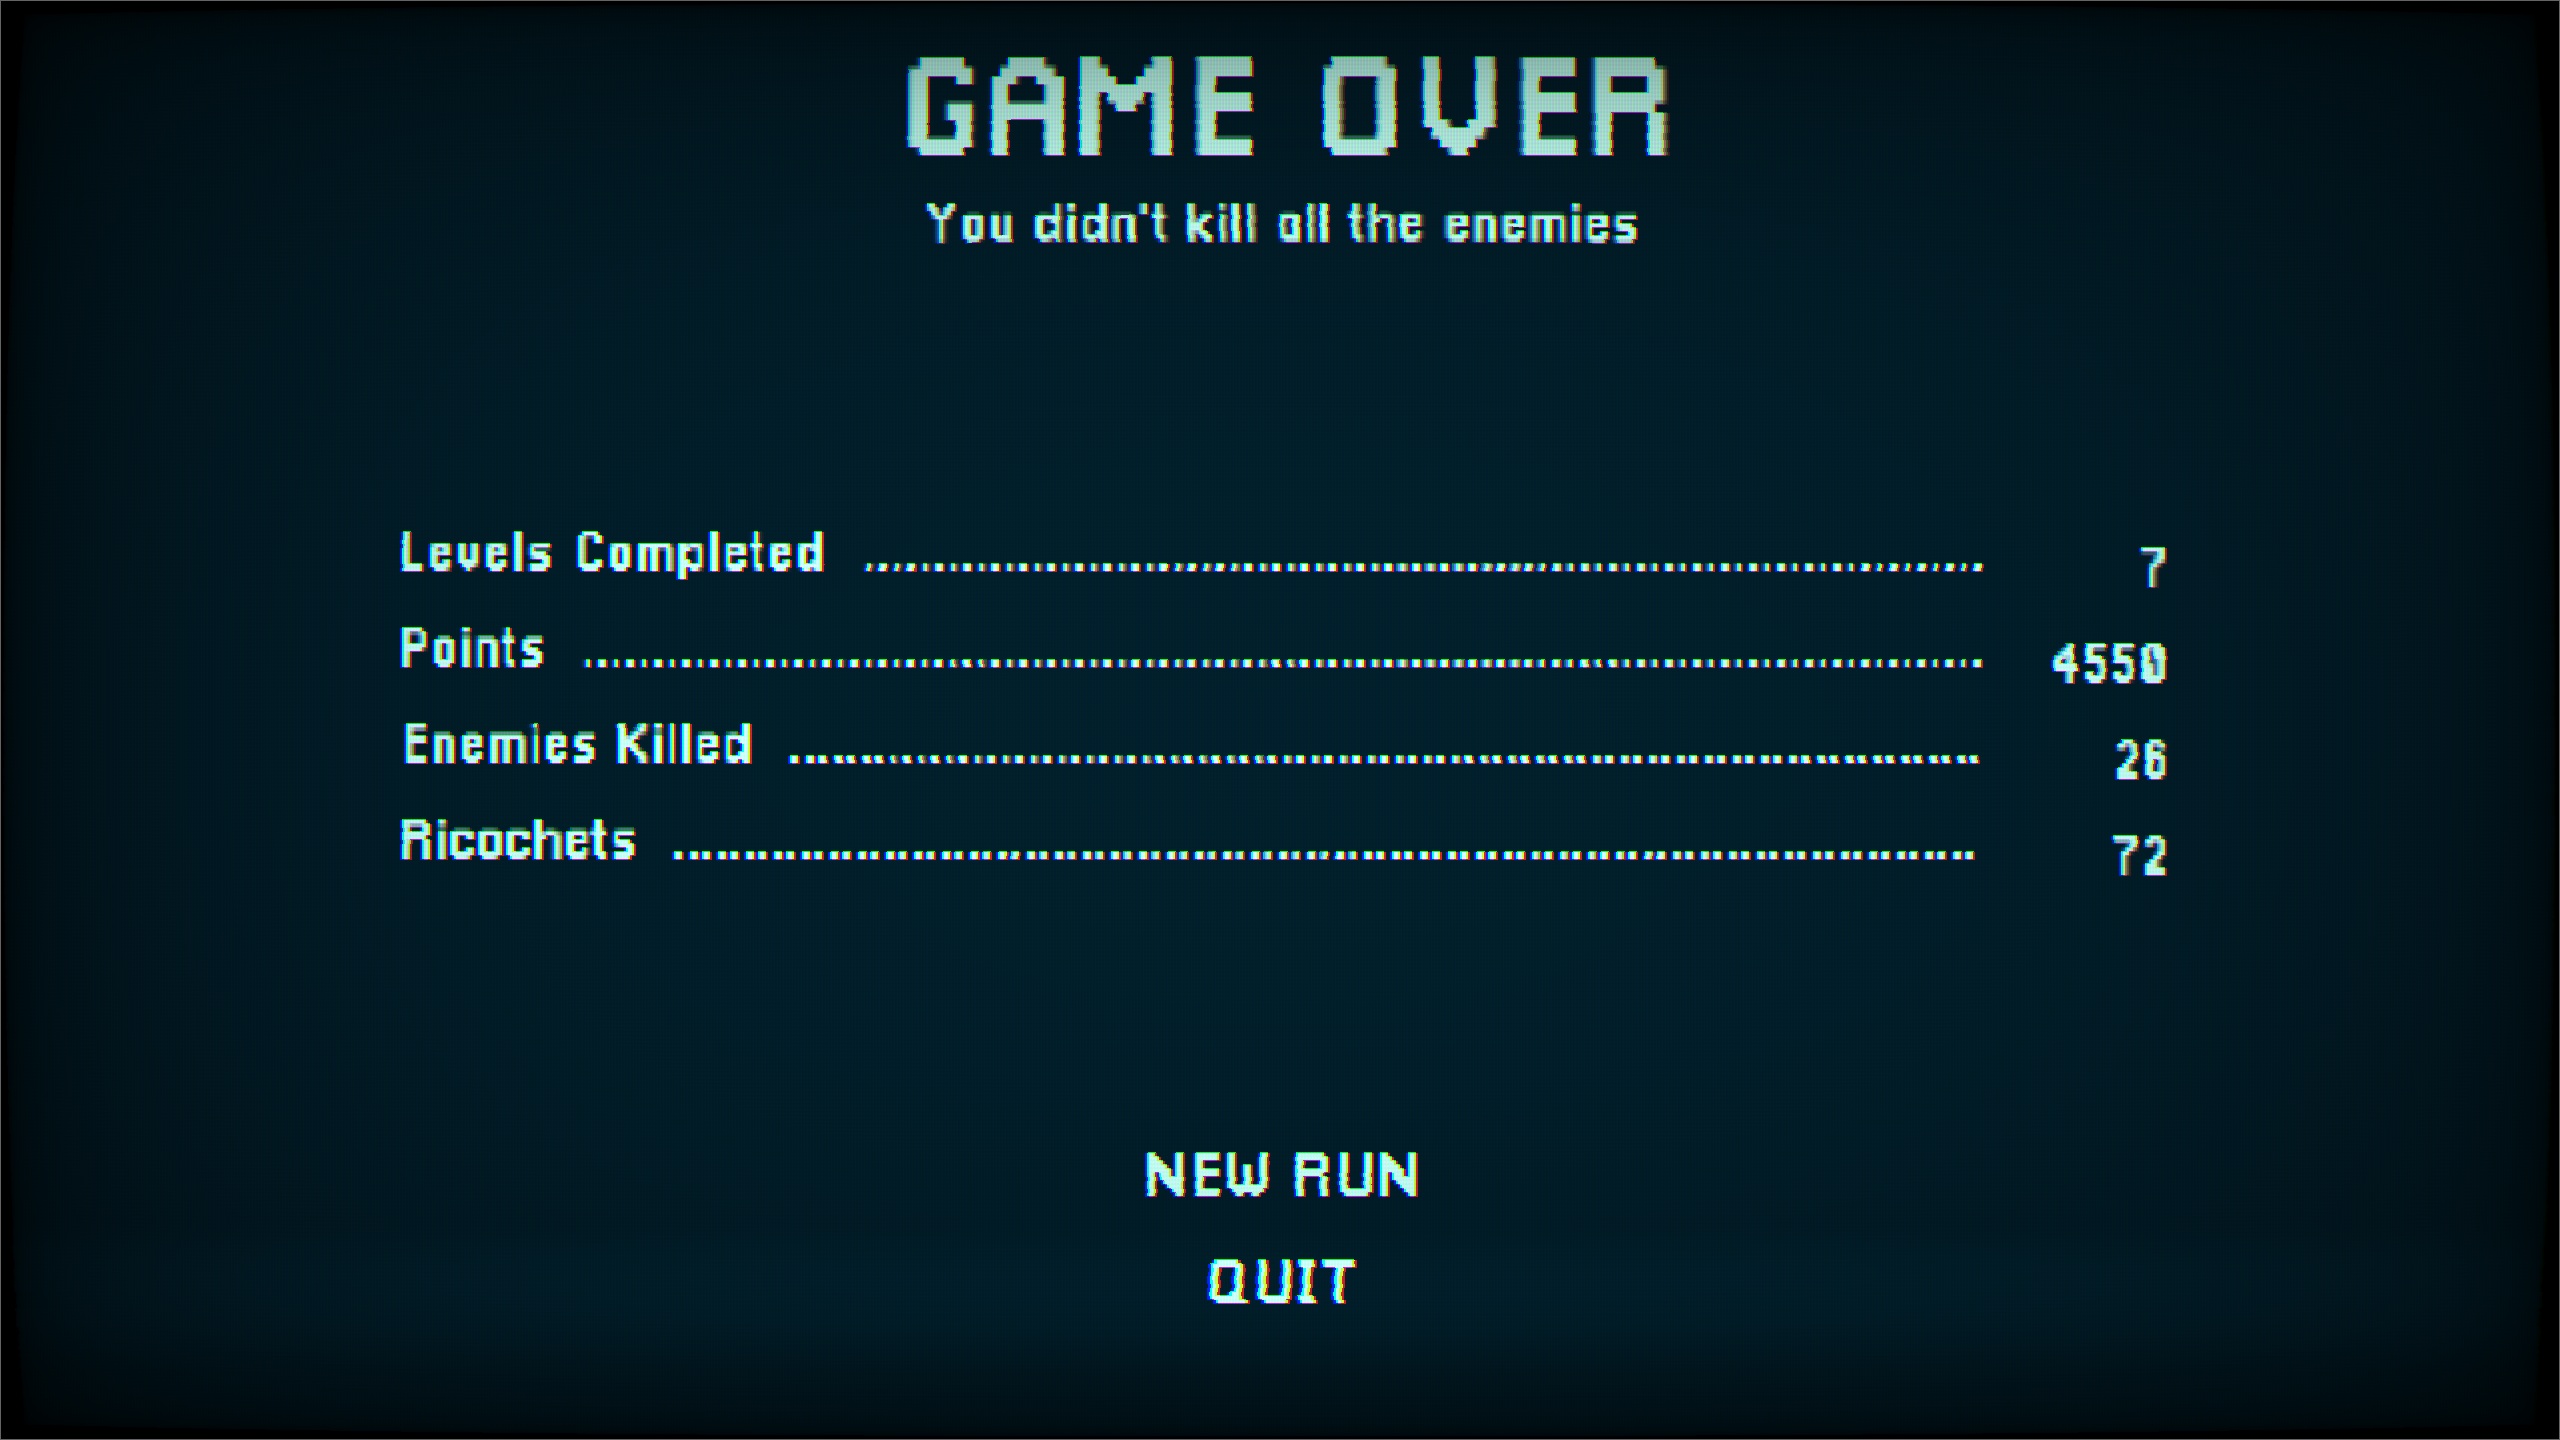 GAME OVER
You didn't kill all the enemies
Levels Completed ................................................................................ 7
Points .................................................................................................... 4550
Enemies Killed ..................................................................................... 26
Ricochets ............................................................................................. 72
NEW RUN
QUIT